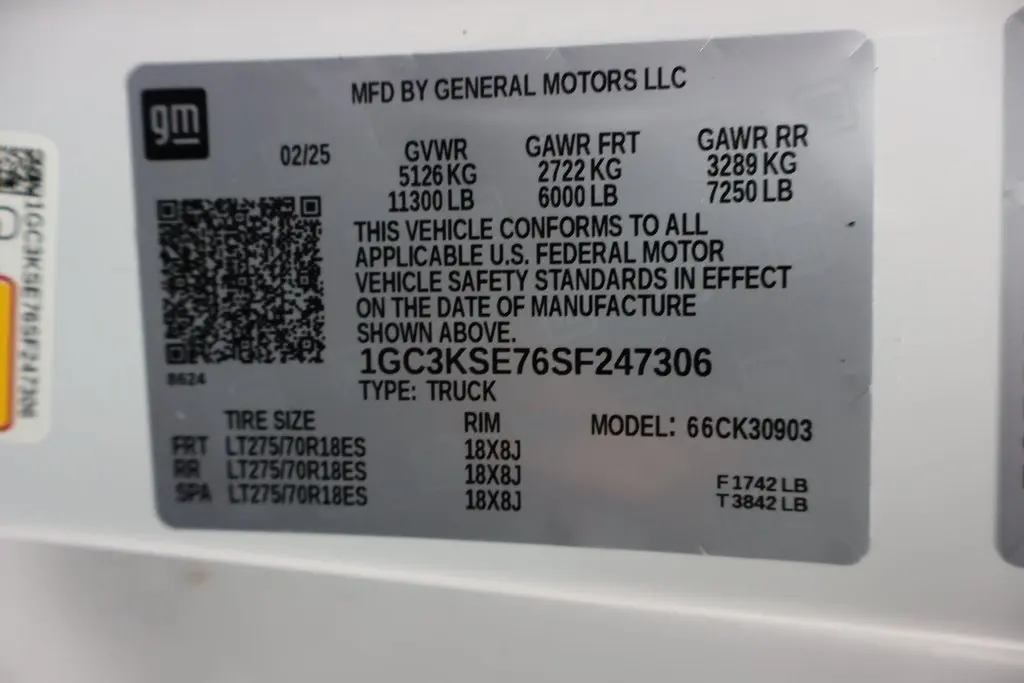 MFD BY GENERAL MOTORS LLC
gm
02/25
GVWR GAWR FRT GAWR RR
5126 KG 2722 KG 3289 KG
11300 LB 6000 LB 7250 LB
THIS VEHICLE CONFORMS TO ALL
APPLICABLE U.S. FEDERAL MOTOR
VEHICLE SAFETY STANDARDS IN EFFECT
ON THE DATE OF MANUFACTURE
SHOWN ABOVE.
1GC3KSE76SF247306
8624
TYPE: TRUCK
TIRE SIZE RIM MODEL: 66CK30903
FRT LT275/70R18ES 18X8J
RR LT275/70R18ES 18X8J
SPA LT275/70R18ES 18X8J
F 1742 LB
T 3842 LB
1GC3KSE76SF247306